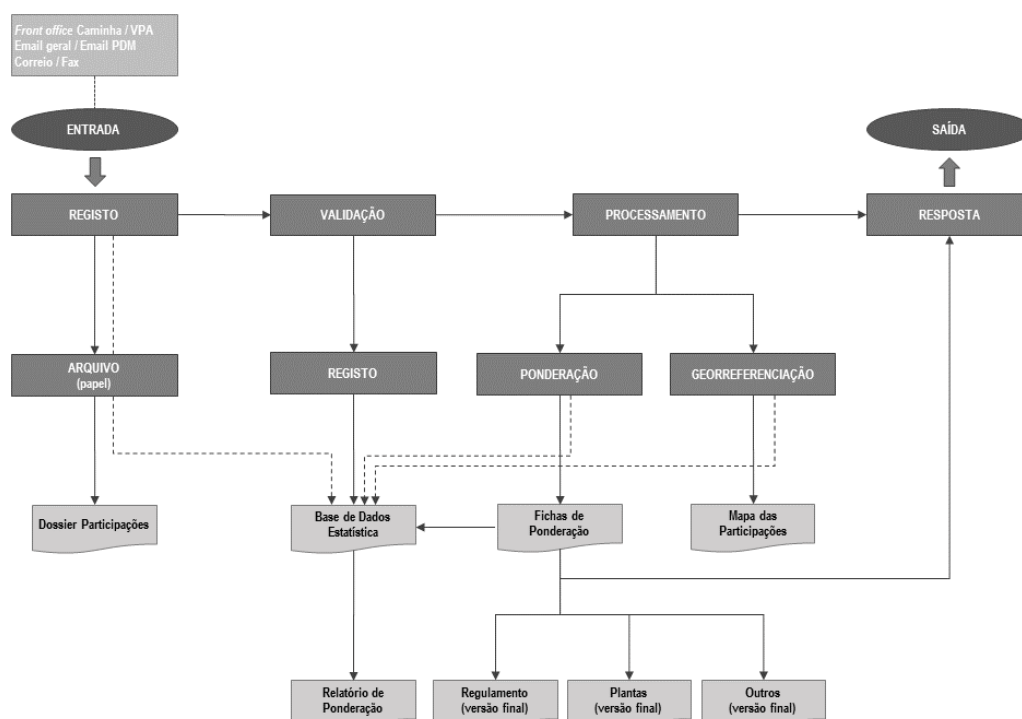 Front office Caminha / VPA
Email geral / Email PDM
Correio / Fax
ENTRADA
SAÍDA
REGISTO
VALIDAÇÃO
PROCESSAMENTO
RESPOSTA
ARQUIVO
(papel)
REGISTO
PONDERAÇÃO
GEORREFERENCIAÇÃO
Dossier Participações
Base de Dados
Estatística
Fichas de
Ponderação
Mapa das
Participações
Relatório de
Ponderação
Regulamento
(versão final)
Plantas
(versão final)
Outros
(versão final)